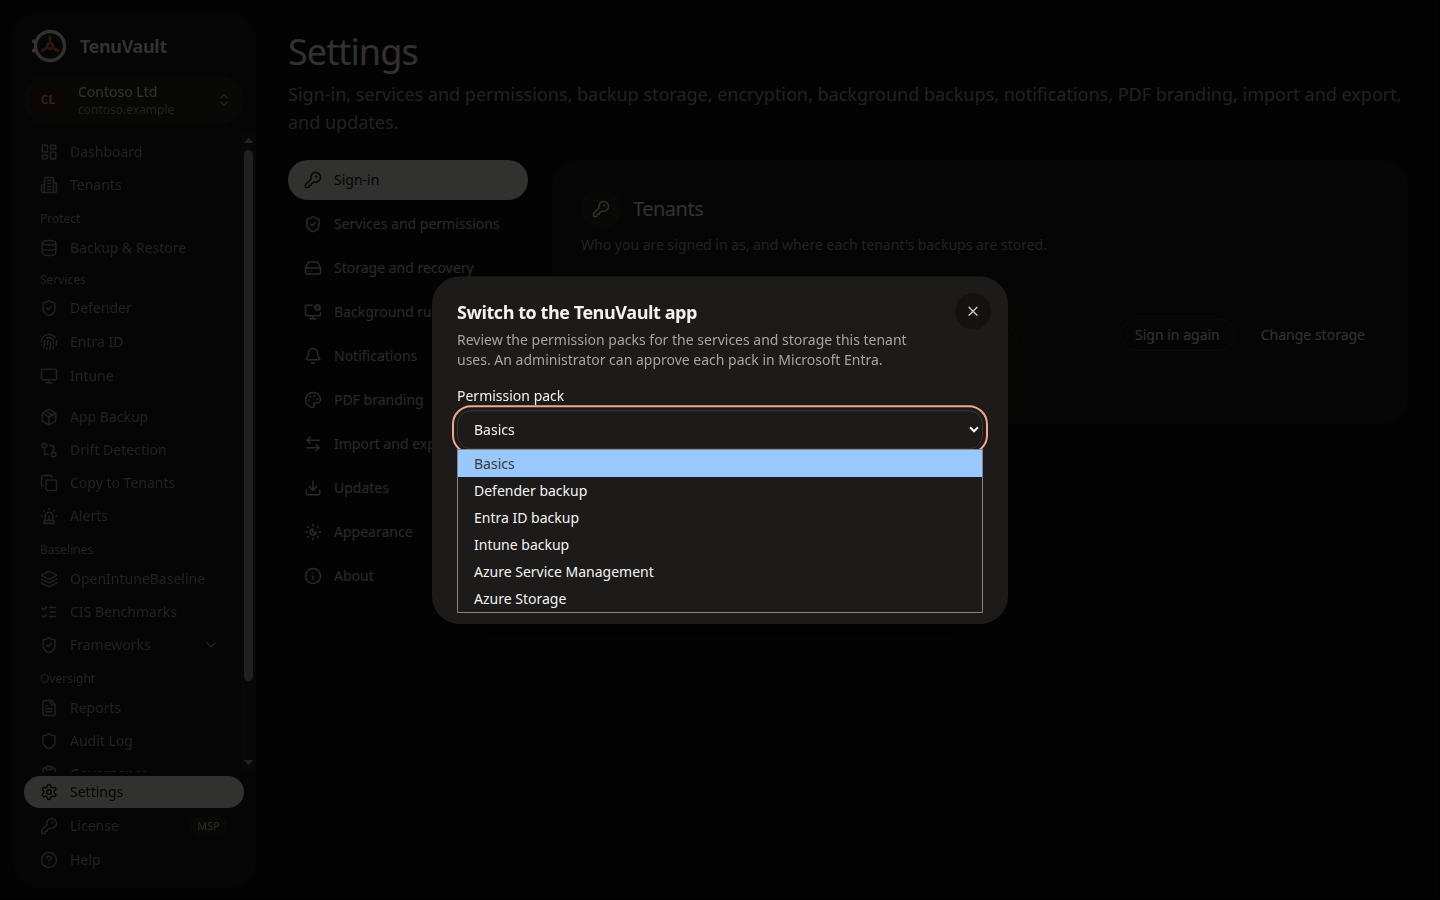 TenuVault
CL
Contoso Ltd
contoso.example
Dashboard
Tenants
Protect
Backup & Restore
Services
Defender
Entra ID
Intune
App Backup
Drift Detection
Copy to Tenants
Alerts
Baselines
OpenIntuneBaseline
CIS Benchmarks
Frameworks
Oversight
Reports
Audit Log
Settings
License
MSP
Help
Settings
Sign-in, services and permissions, backup storage, encryption, background backups, notifications, PDF branding, import and export,
and updates.
Sign-in
Services and permissions
Storage and recovery
Background ru
Notifications
PDF branding
Import and exp
Updates
Appearance
About
Tenants
Who you are signed in as, and where each tenant's backups are stored.
Sign in again
Change storage
Switch to the TenuVault app
Review the permission packs for the services and storage this tenant
uses. An administrator can approve each pack in Microsoft Entra.
Permission pack
Basics
Basics
Defender backup
Entra ID backup
Intune backup
Azure Service Management
Azure Storage